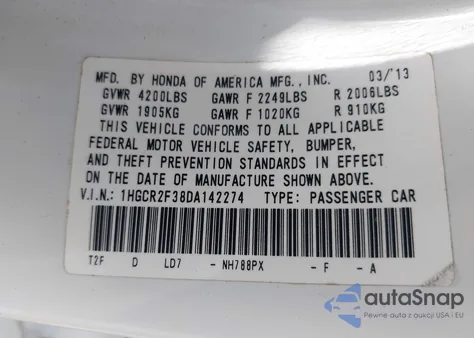 MFD. BY HONDA OF AMERICA MFG., INC. 03/'13
GVWR 4200LBS GAWR F 2249LBS R 2006LBS
GVWR 1905KG GAWR F 1020KG R 910KG
THIS VEHICLE CONFORMS TO ALL APPLICABLE
FEDERAL MOTOR VEHICLE SAFETY, BUMPER,
AND THEFT PREVENTION STANDARDS IN EFFECT
ON THE DATE OF MANUFACTURE SHOWN ABOVE.
V.I.N.: 1HGCR2F38DA142274 TYPE: PASSENGER CAR
T2F D LD7 - NH788PX - F - A
autoSnap
Pewne auta z aukcji USA i EU